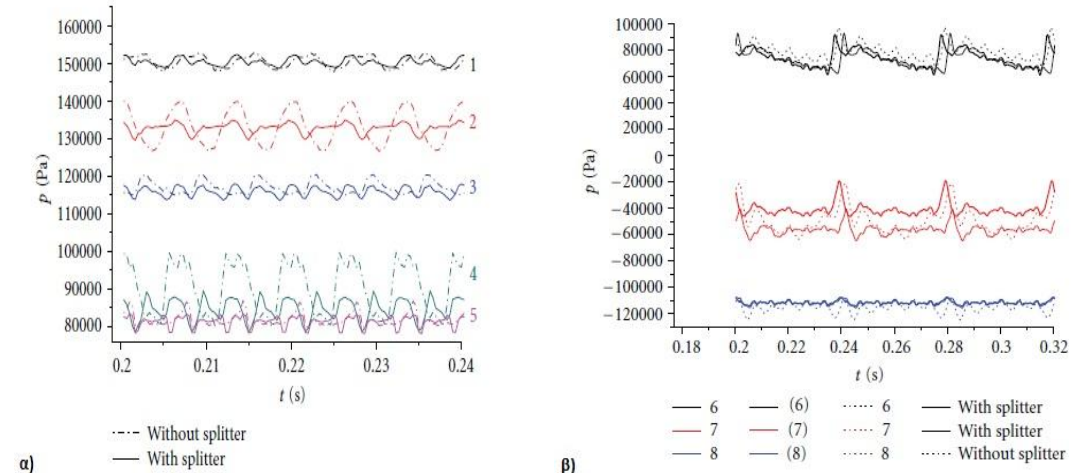 160000
150000
140000
130000
120000
110000
100000
90000
80000
p (Pa)
1
2
3
4
5
0.2 0.21 0.22 0.23 0.24
t (s)
Without splitter
With splitter
α)
100000
80000
60000
40000
20000
0
−20000
−40000
−60000
−80000
−100000
−120000
p (Pa)
0.18 0.2 0.22 0.24 0.26 0.28 0.3 0.32
t (s)
6 (6) 6 With splitter
7 (7) 7 With splitter
8 (8) 8 Without splitter
β)